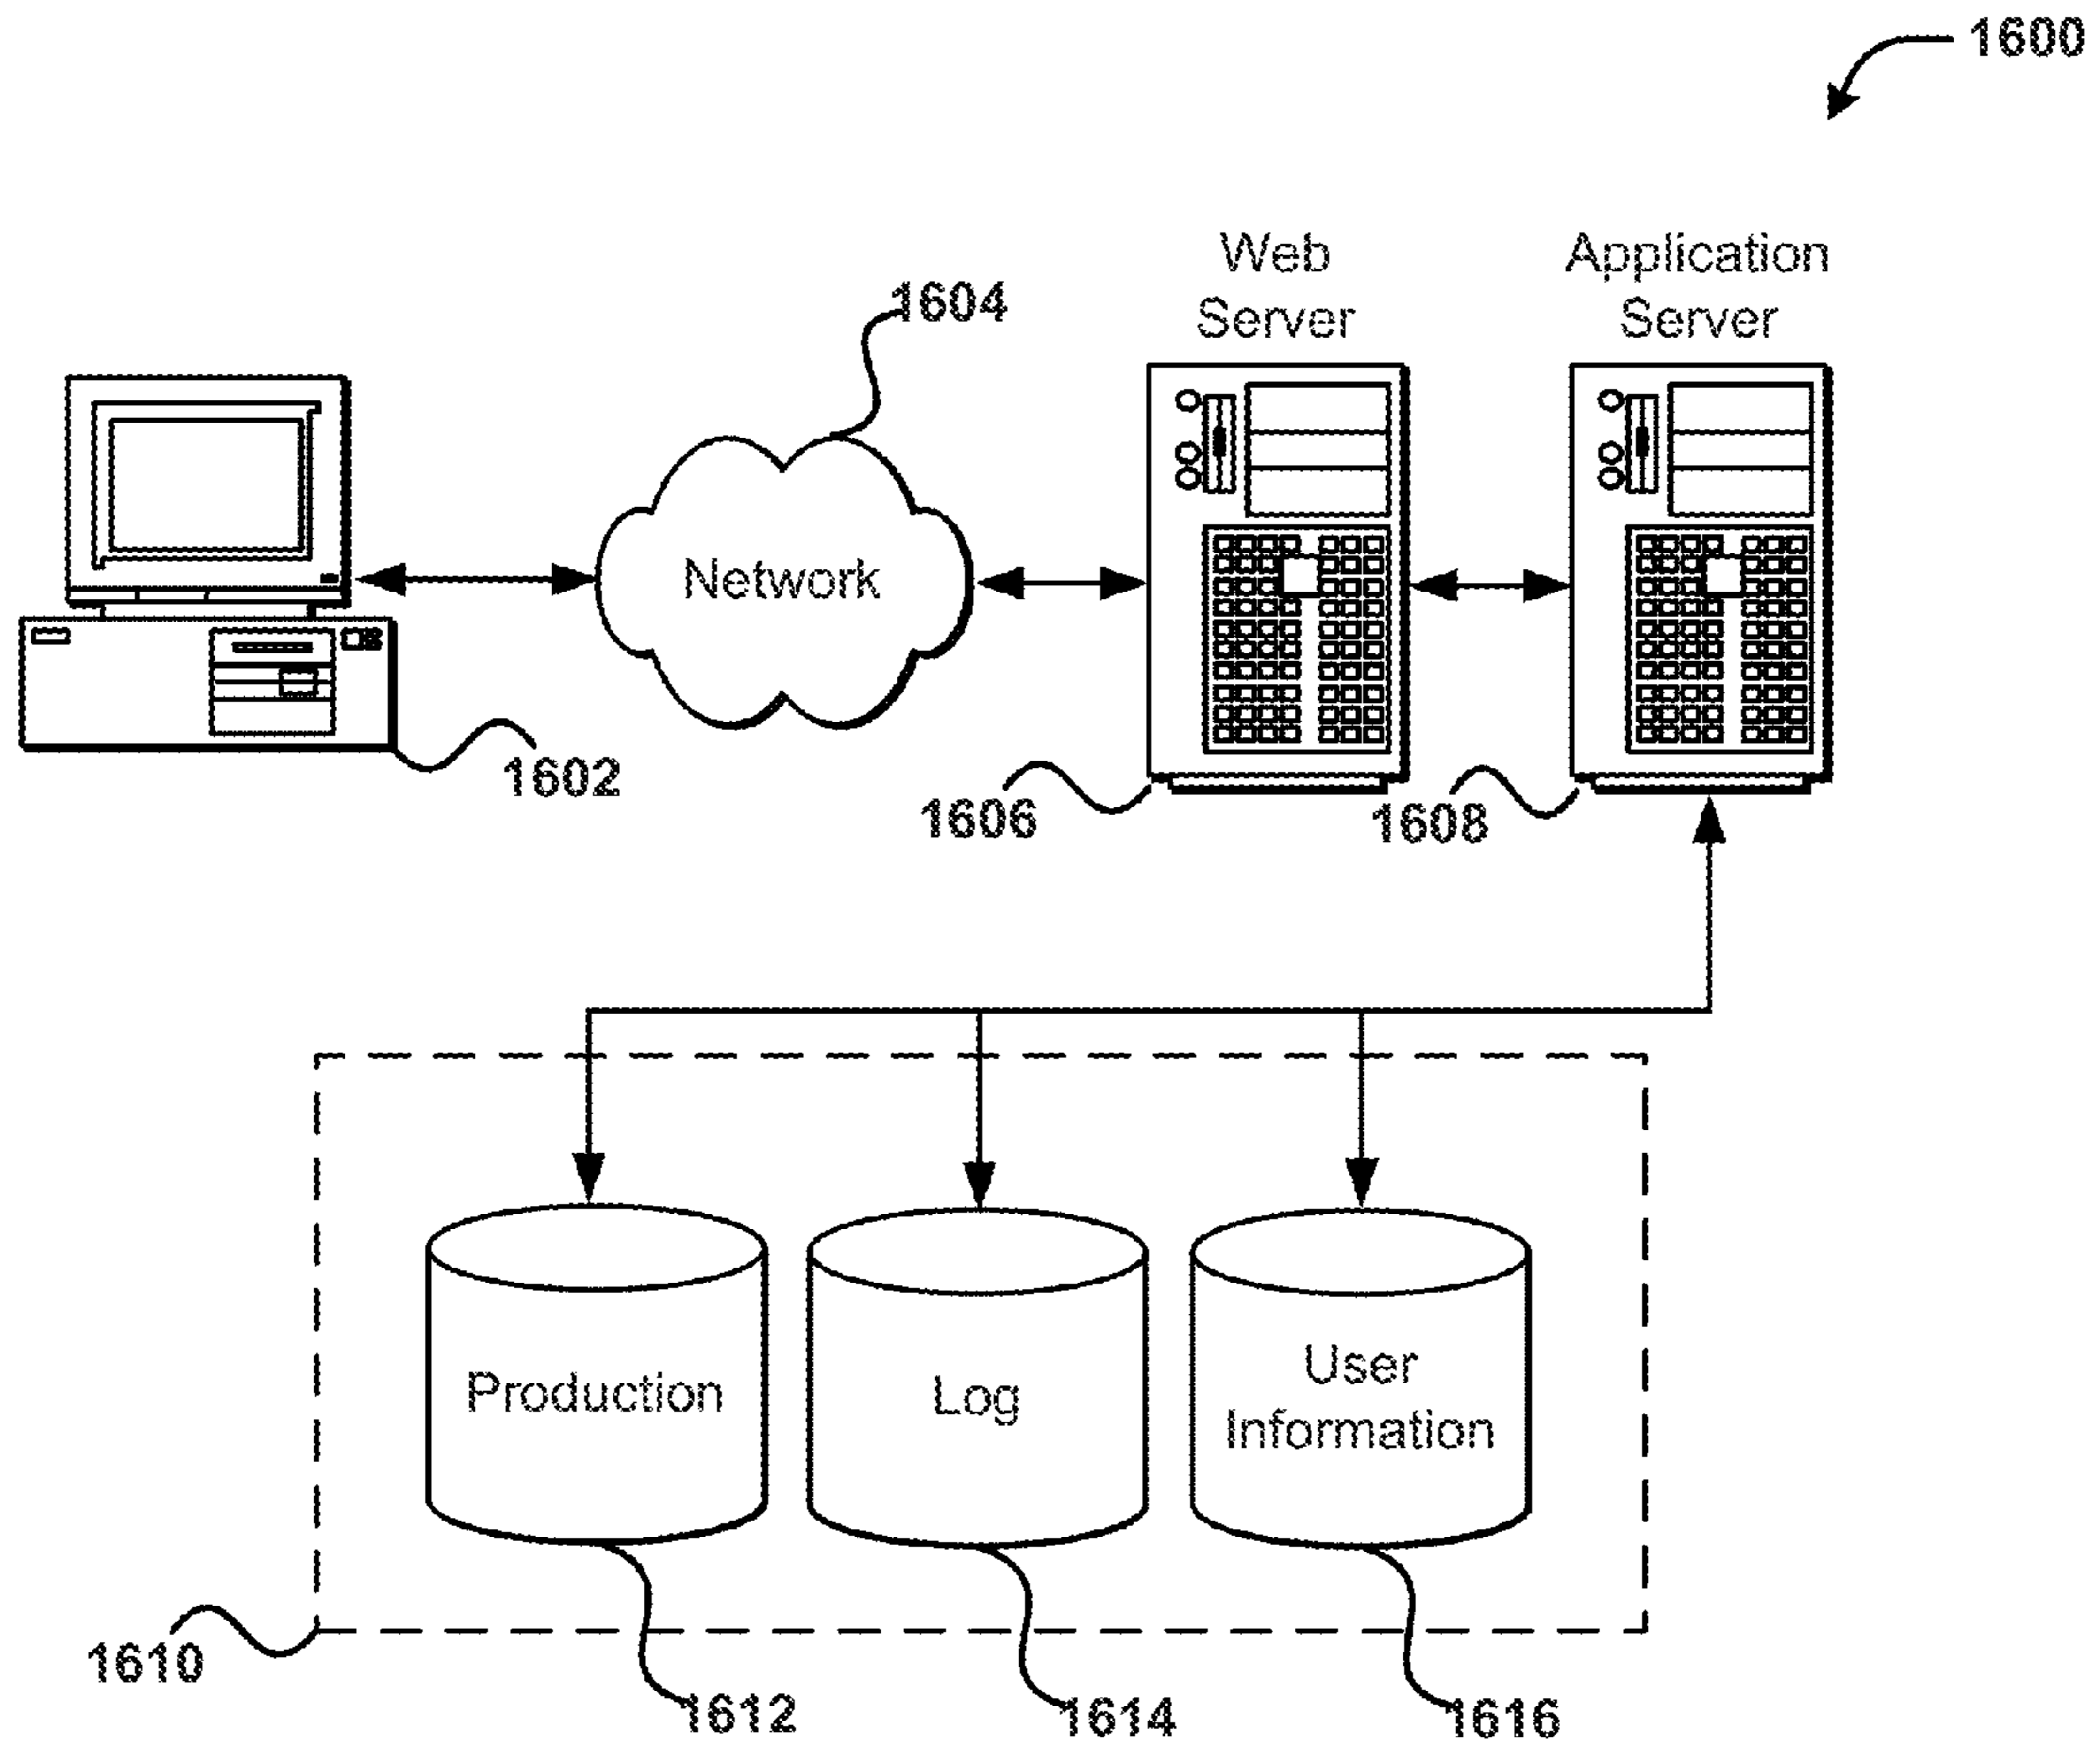 1600
Web
Server
Application
Server
1604
Network
1602
1606
1608
Production
Log
User
Information
1610
1612
1614
1616